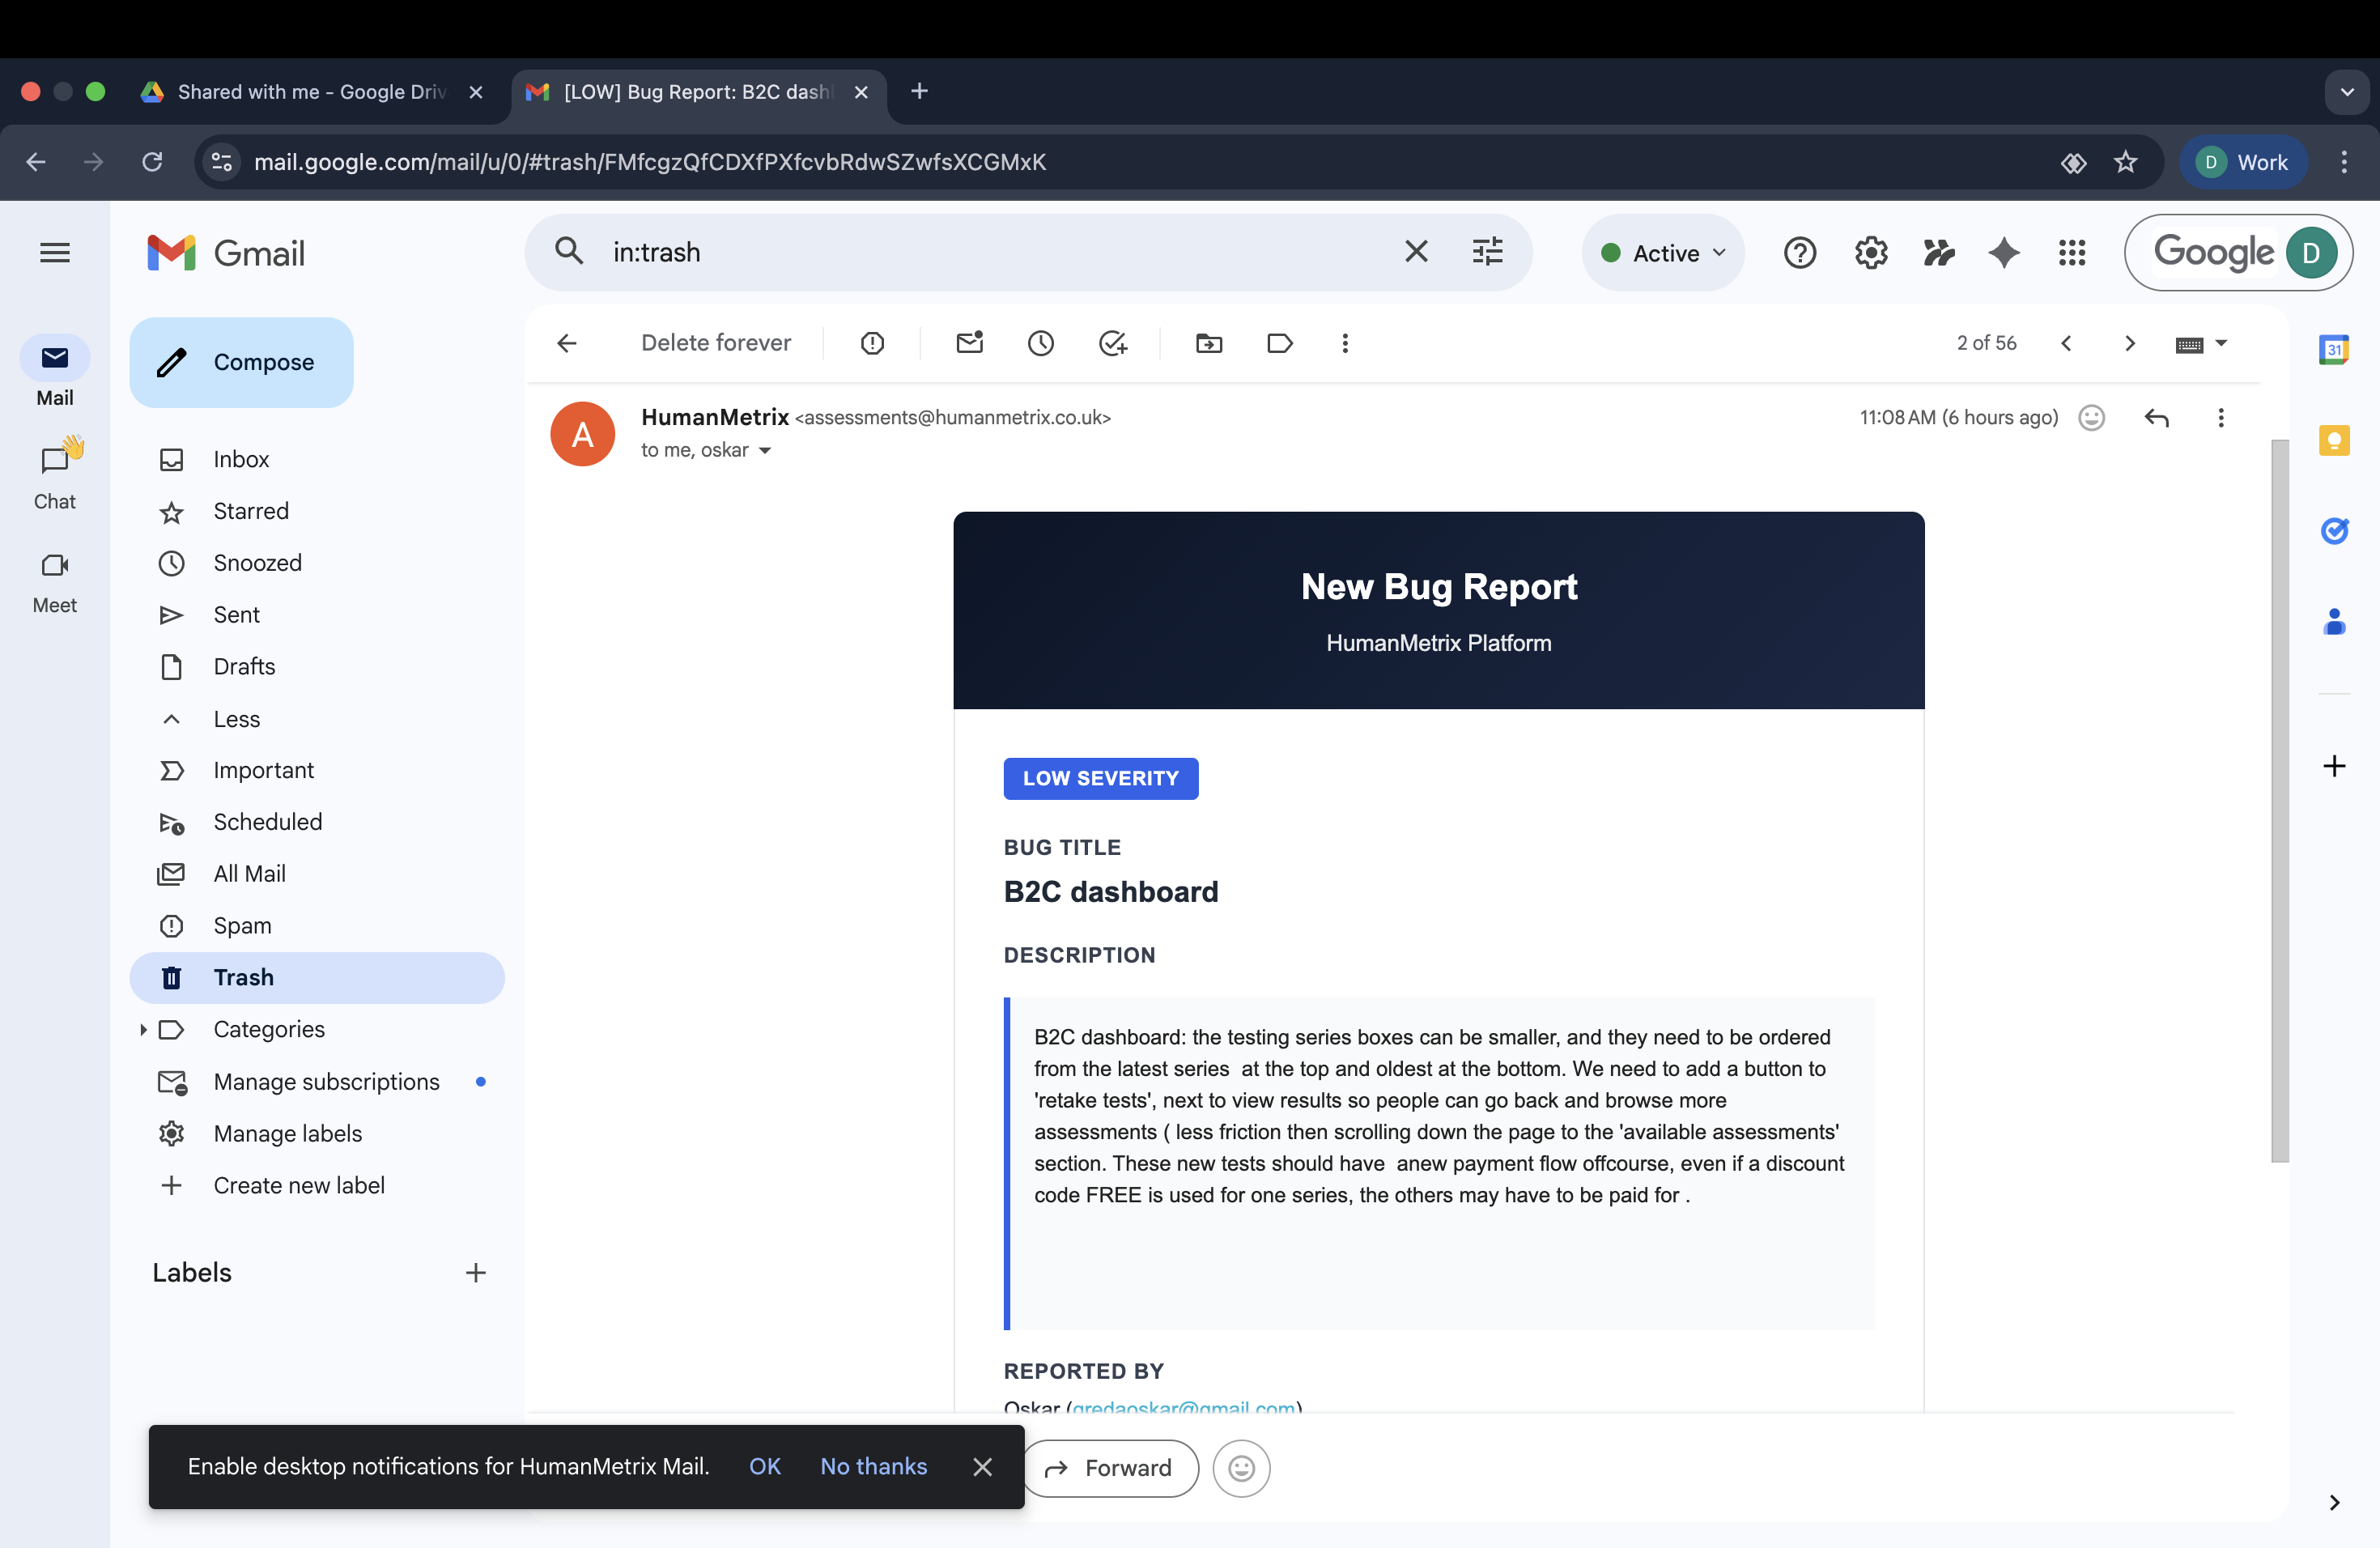 Shared with me - Google Driv
[LOW] Bug Report: B2C dash
mail.google.com/mail/u/0/#trash/FMfcgzQfCDXfPXfcvbRdwSZwfsXCGMxK
D
Work
Gmail
in:trash
Active
Google
D
Mail
Chat
Meet
Compose
Inbox
Starred
Snoozed
Sent
Drafts
Less
Important
Scheduled
All Mail
Spam
Trash
Categories
Manage subscriptions
Manage labels
Create new label
Labels
Delete forever
2 of 56
31
A
HumanMetrix <assessments@humanmetrix.co.uk>
11:08 AM (6 hours ago)
to me, oskar
New Bug Report
HumanMetrix Platform
LOW SEVERITY
BUG TITLE
B2C dashboard
DESCRIPTION
B2C dashboard: the testing series boxes can be smaller, and they need to be ordered
from the latest series  at the top and oldest at the bottom. We need to add a button to
'retake tests', next to view results so people can go back and browse more
assessments ( less friction then scrolling down the page to the 'available assessments'
section. These new tests should have  anew payment flow offcourse, even if a discount
code FREE is used for one series, the others may have to be paid for .
REPORTED BY
Oskar (gredaoskar@gmail.com)
Enable desktop notifications for HumanMetrix Mail.
OK
No thanks
Forward